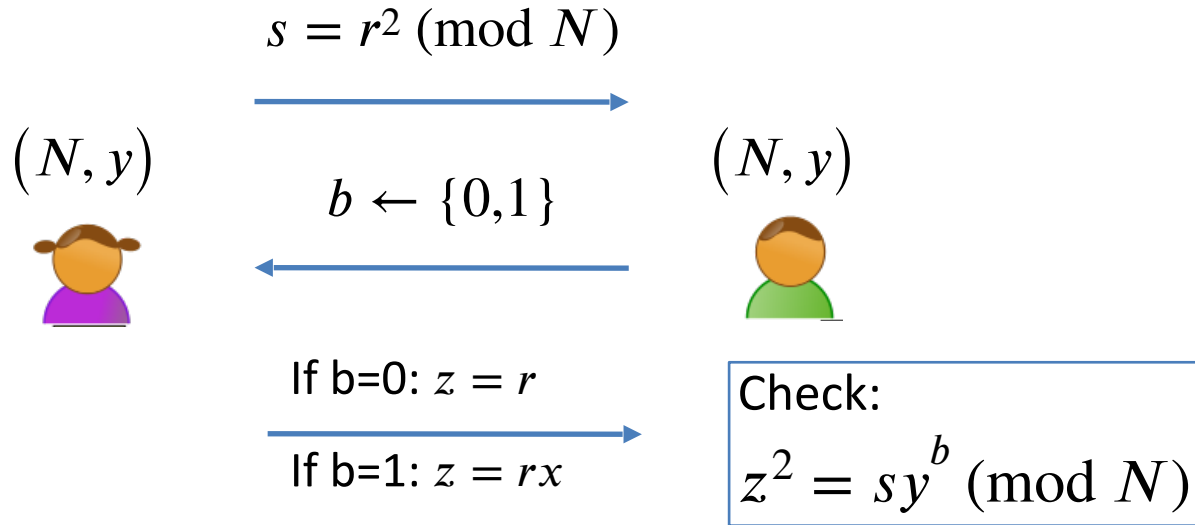 s = r² (mod N)
(N, y)
(N, y)
b ← {0,1}
If b=0: z = r
If b=1: z = rx
Check:
z² = sy^b (mod N)